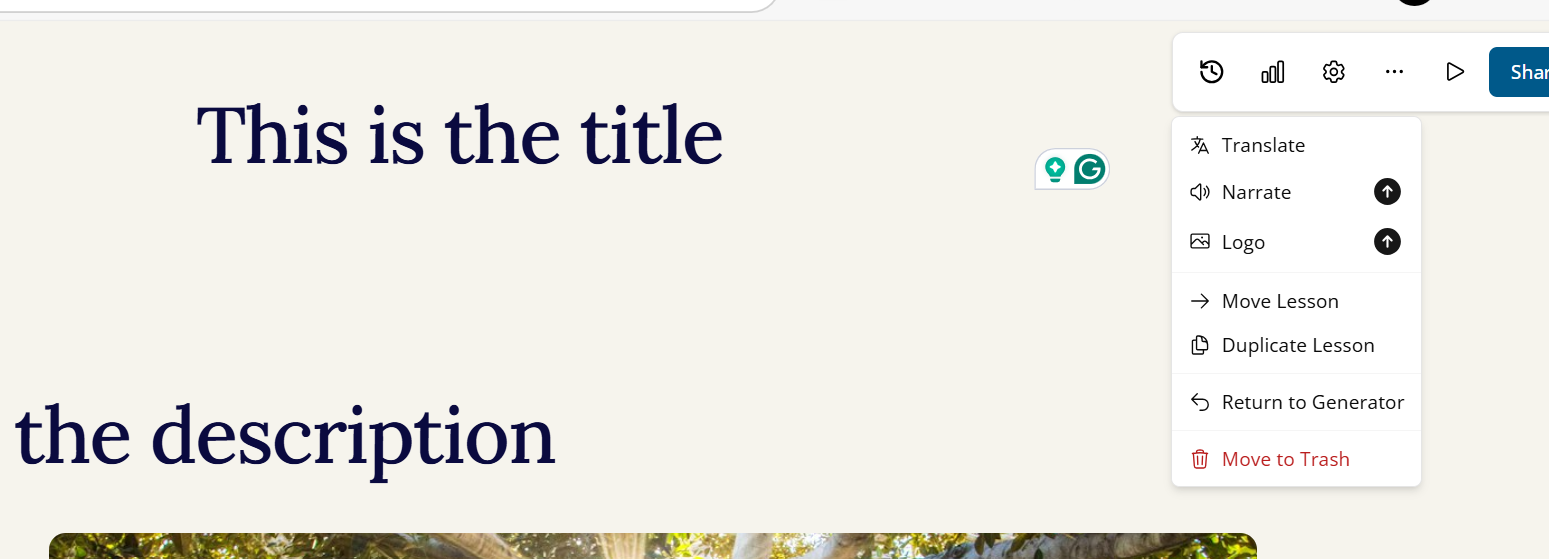 Shar
This is the title
Translate
Narrate
Logo
Move Lesson
Duplicate Lesson
Return to Generator
the description
Move to Trash